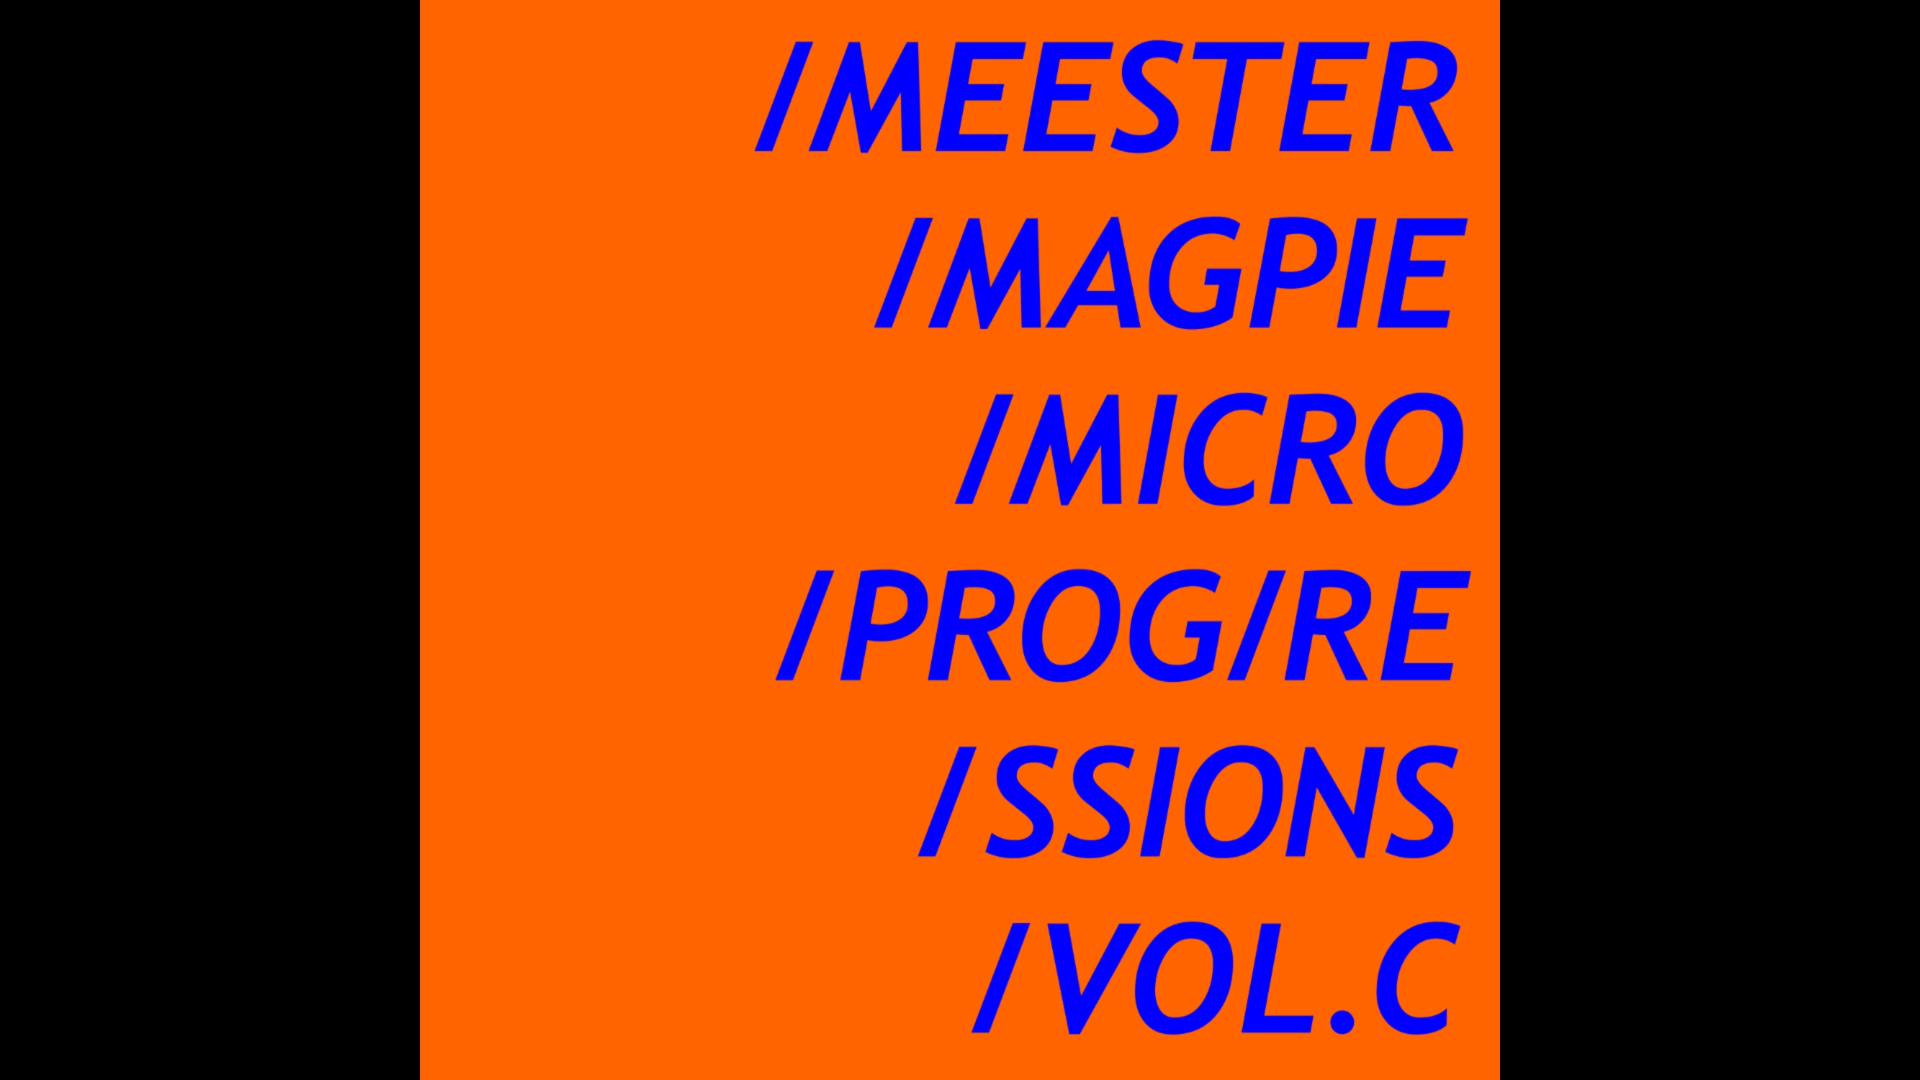 /MEESTER
/MAGPIE
/MICRO
/PROG/RE
/SSIONS
/VOL.C